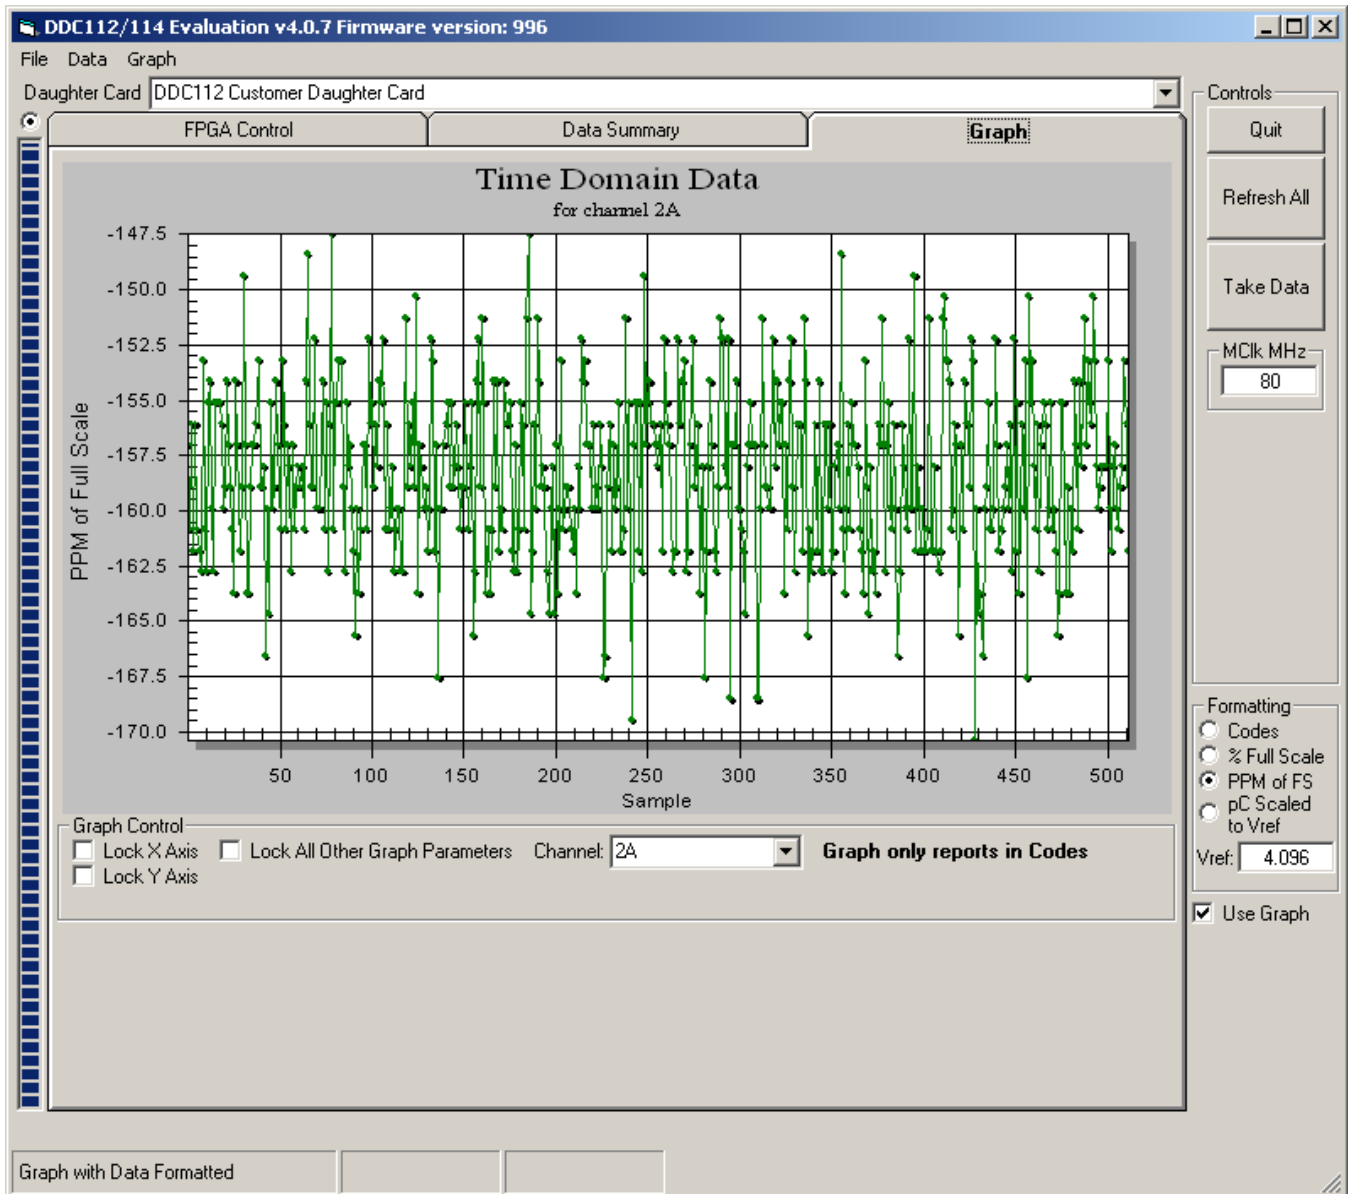 DDC112/114 Evaluation v4.0.7 Firmware version: 996
File Data Graph
Daughter Card DDC112 Customer Daughter Card
FPGA Control Data Summary Graph
Time Domain Data
for channel 2A
PPM of Full Scale
-147.5
-150.0
-152.5
-155.0
-157.5
-160.0
-162.5
-165.0
-167.5
-170.0
50 100 150 200 250 300 350 400 450 500
Sample
Graph Control
Lock X Axis Lock All Other Graph Parameters Channel: 2A Graph only reports in Codes
Lock Y Axis
Controls
Quit
Refresh All
Take Data
MClk MHz
80
Formatting
Codes
% Full Scale
PPM of FS
pC Scaled
to Vref
Vref: 4.096
Use Graph
Graph with Data Formatted